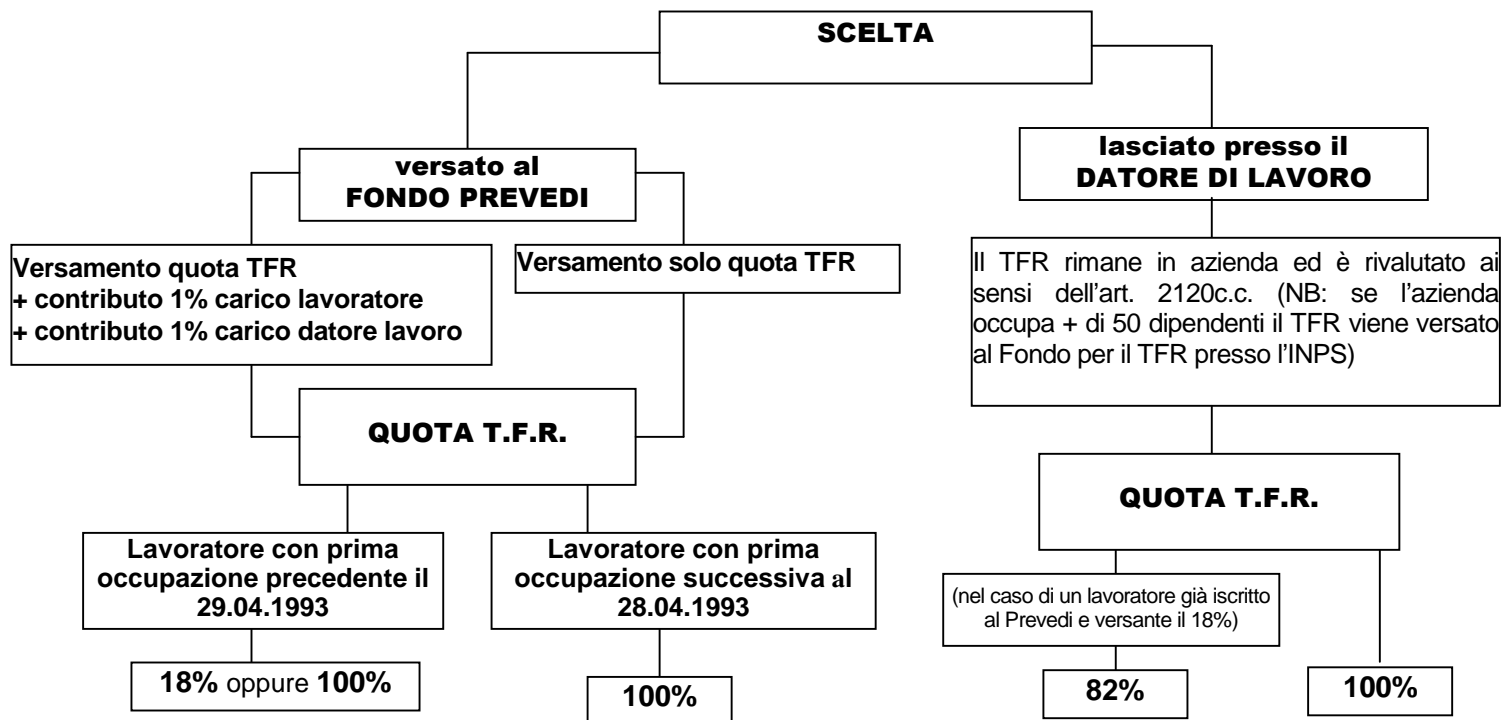 SCELTA
versato al
FONDO PREVEDI
lasciato presso il
DATORE DI LAVORO
Versamento quota TFR
+ contributo 1% carico lavoratore
+ contributo 1% carico datore lavoro
Versamento solo quota TFR
Il TFR rimane in azienda ed è rivalutato ai
sensi dell'art. 2120c.c. (NB: se l'azienda
occupa + di 50 dipendenti il TFR viene versato
al Fondo per il TFR presso l'INPS)
QUOTA T.F.R.
QUOTA T.F.R.
Lavoratore con prima
occupazione precedente il
29.04.1993
Lavoratore con prima
occupazione successiva al
28.04.1993
(nel caso di un lavoratore già iscritto
al Prevedi e versante il 18%)
18% oppure 100%
100%
82%
100%